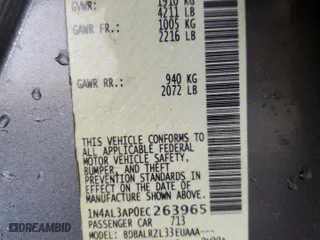 GVWR: 1910 KG
4211 LB
GAWR FR.: 1005 KG
2216 LB
GAWR RR.: 940 KG
2072 LB
THIS VEHICLE CONFORMS TO
ALL APPLICABLE FEDERAL
MOTOR VEHICLE SAFETY,
BUMPER, AND THEFT
PREVENTION STANDARDS IN
EFFECT ON THE DATE OF
MANUFACTURE SHOWN ABOVE.
1N4AL3AP0EC263965
PASSENGER CAR 713
MODEL: BDBALRZL33EUAAA---
© BIDHISTORY